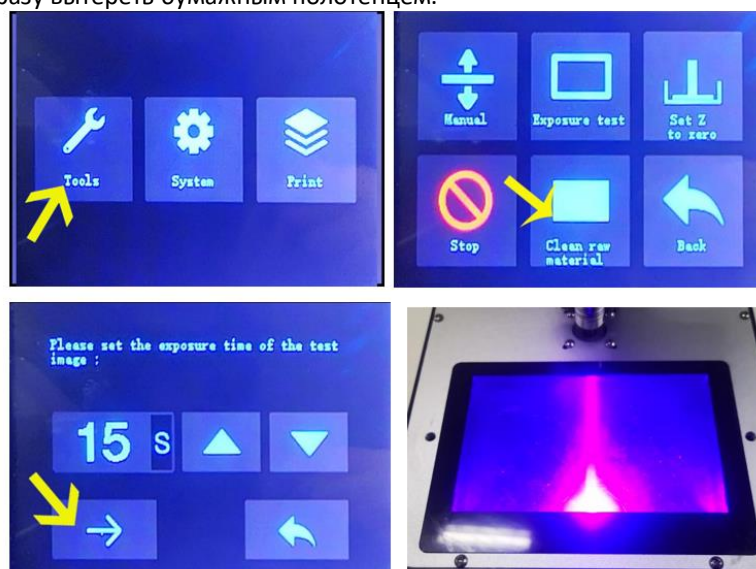 разу вытереть бумажным полотенцем.
Tools
System
Print
Manual
Exposure test
Set Z
to zero
Stop
Clean raw
material
Back
Please set the exposure time of the test
image :
15 S